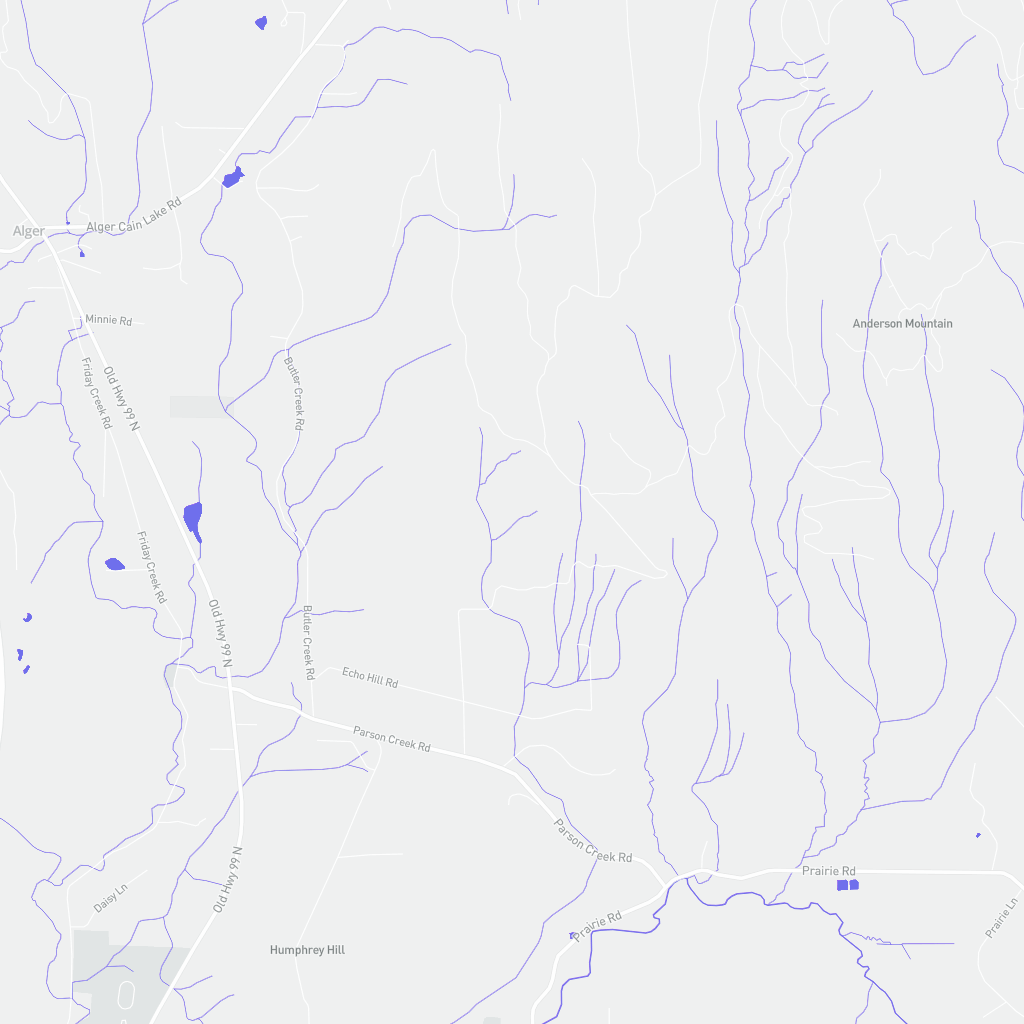 Alger Cain Lake Rd
Alger
Minnie Rd
Anderson Mountain
Friday Creek Rd
Old Hwy 99 N
Butler Creek Rd
Friday Creek Rd
Old Hwy 99 N
Butler Creek Rd
Echo Hill Rd
Parson Creek Rd
Parson Creek Rd
Prairie Rd
Old Hwy 99 N
Daisy Ln
Prairie Rd
Prairie Ln
Humphrey Hill